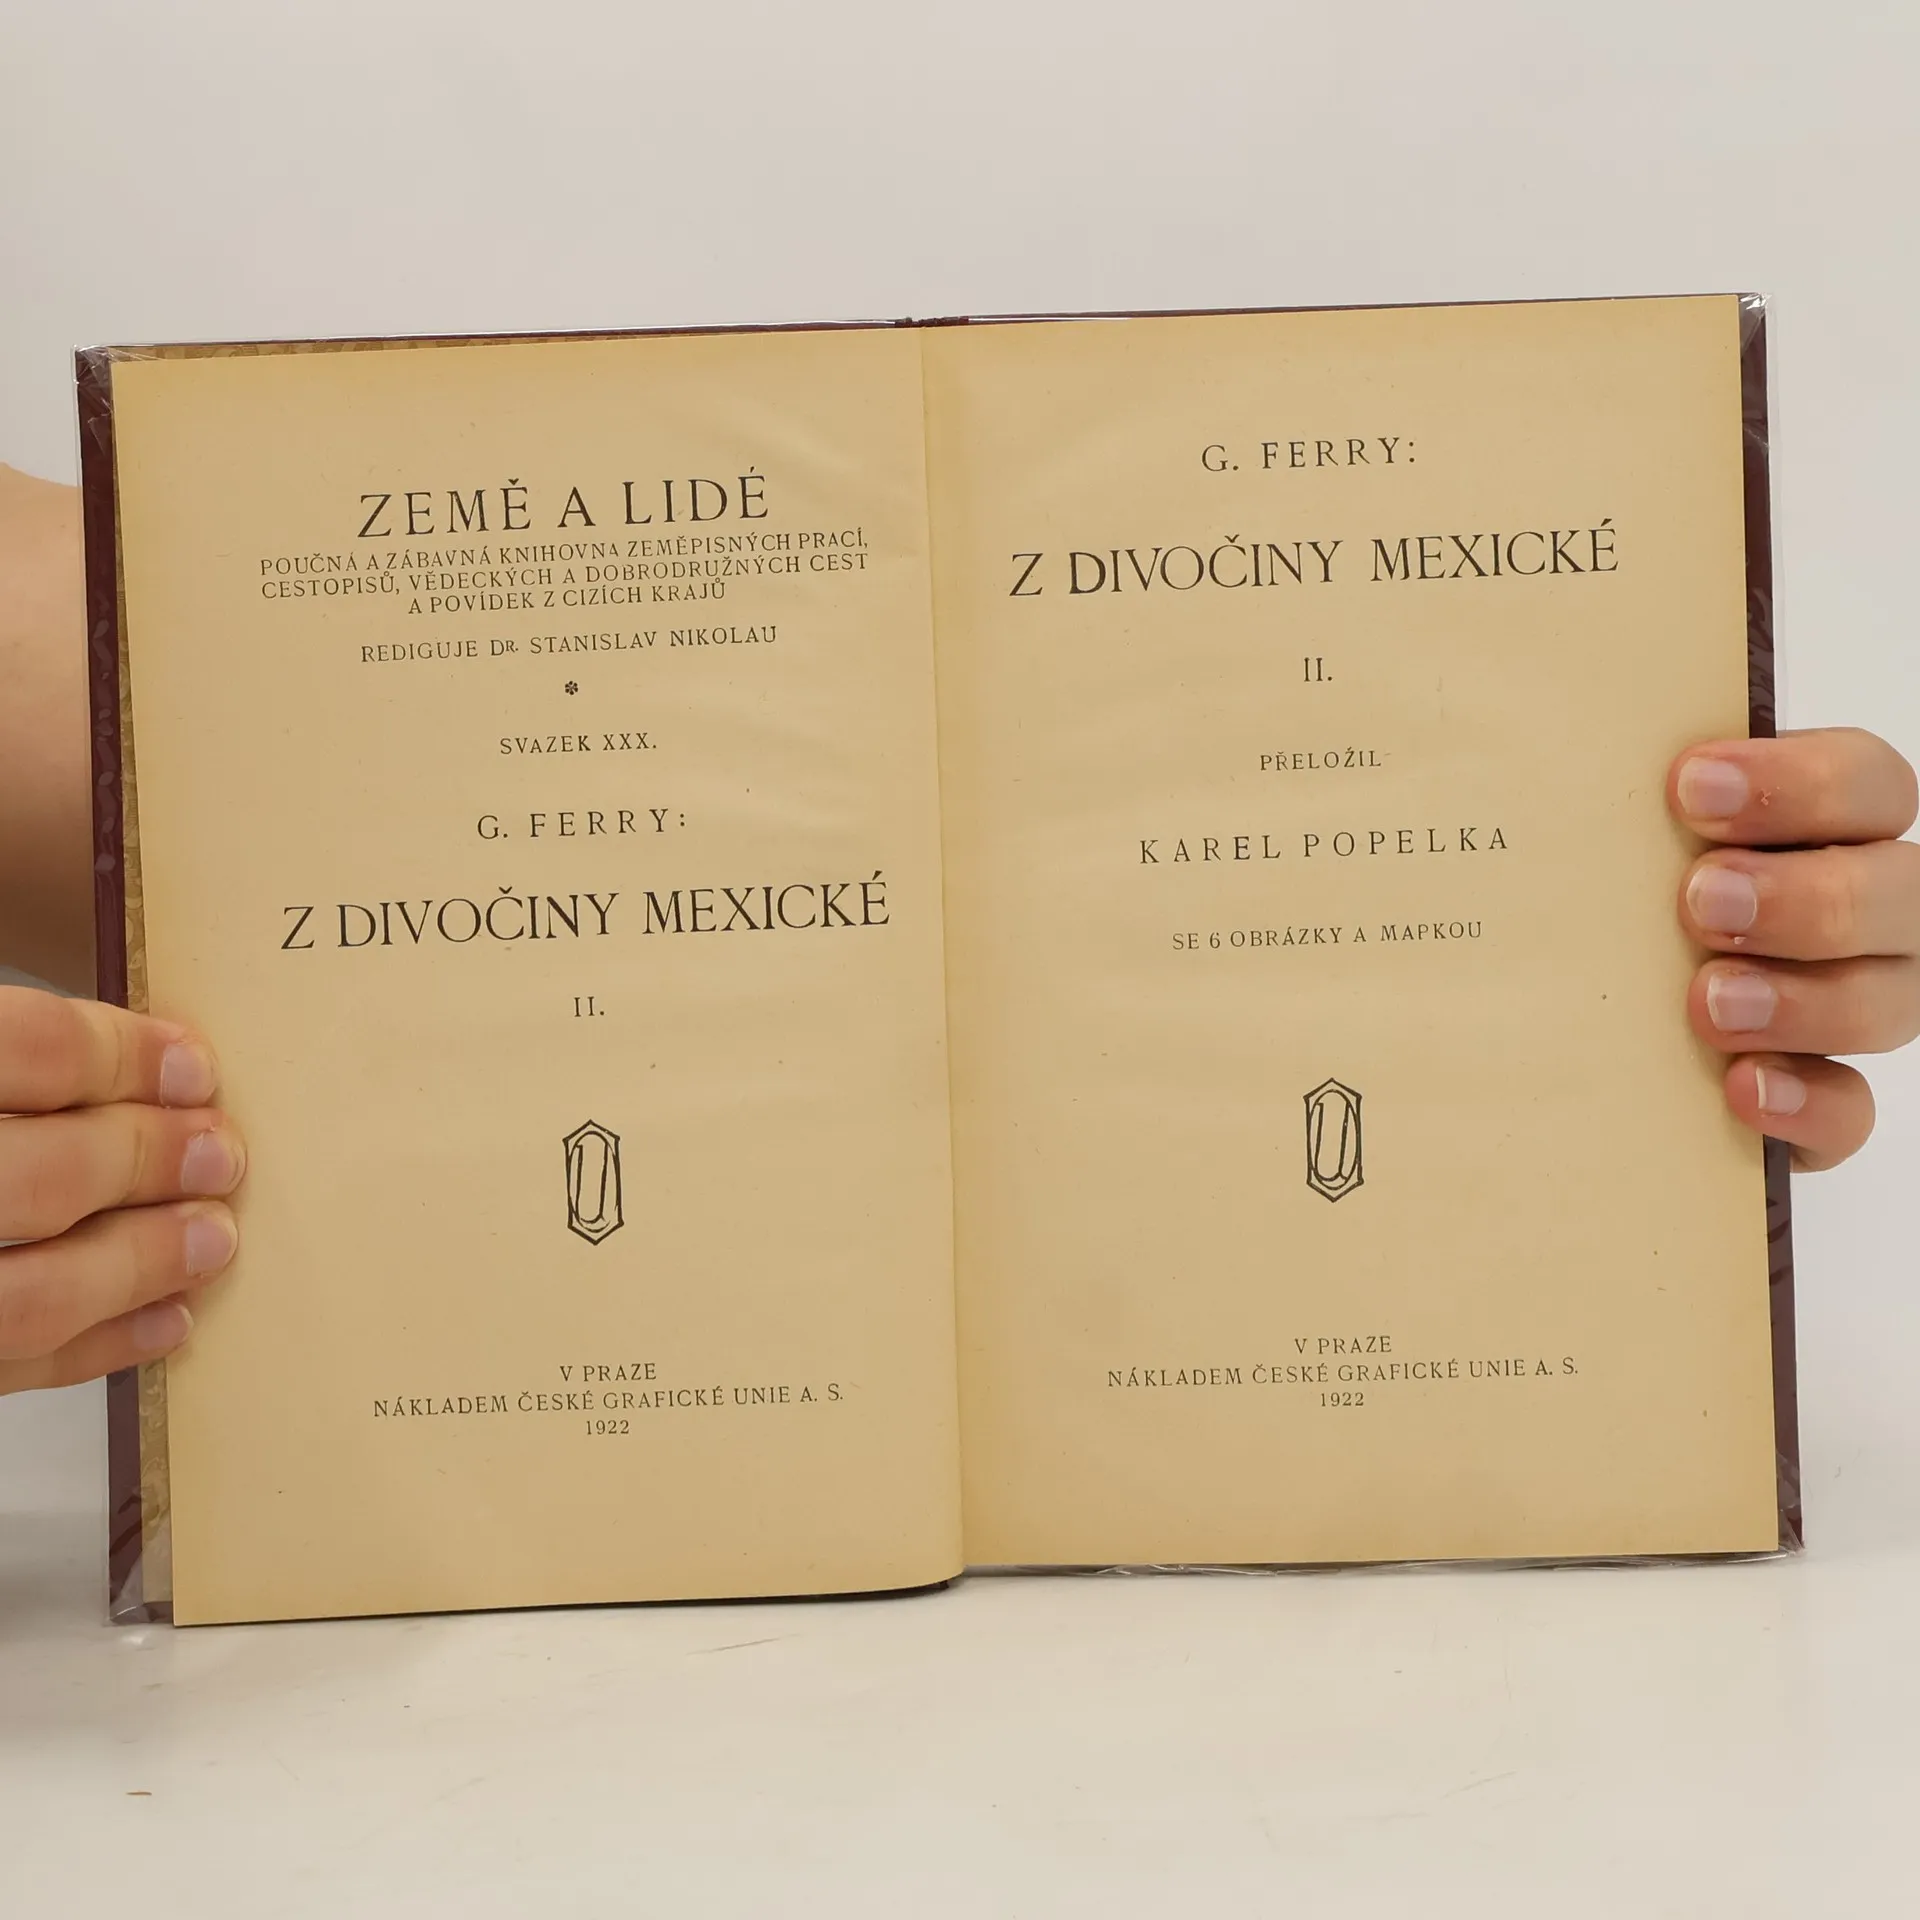 ZEMĚ A LIDÉ
POUČNÁ A ZÁBAVNÁ KNIHOVNA ZEMĚPISNÝCH PRACÍ,
CESTOPISŮ, VĚDECKÝCH A DOBRODRUŽNÝCH CEST
A POVÍDEK Z CIZÍCH KRAJŮ
REDIGUJE DR. STANISLAV NIKOLAU
SVAZEK XXX.
G. FERRY:
Z DIVOČINY MEXICKÉ
II.
U
V PRAZE
NÁKLADEM ČESKÉ GRAFICKÉ UNIE A. S.
1922
G. FERRY:
Z DIVOČINY MEXICKÉ
II.
PŘELOŽIL
KAREL POPELKA
SE 6 OBRÁZKY A MAPKOU
U
V PRAZE
NÁKLADEM ČESKÉ GRAFICKÉ UNIE A. S.
1922